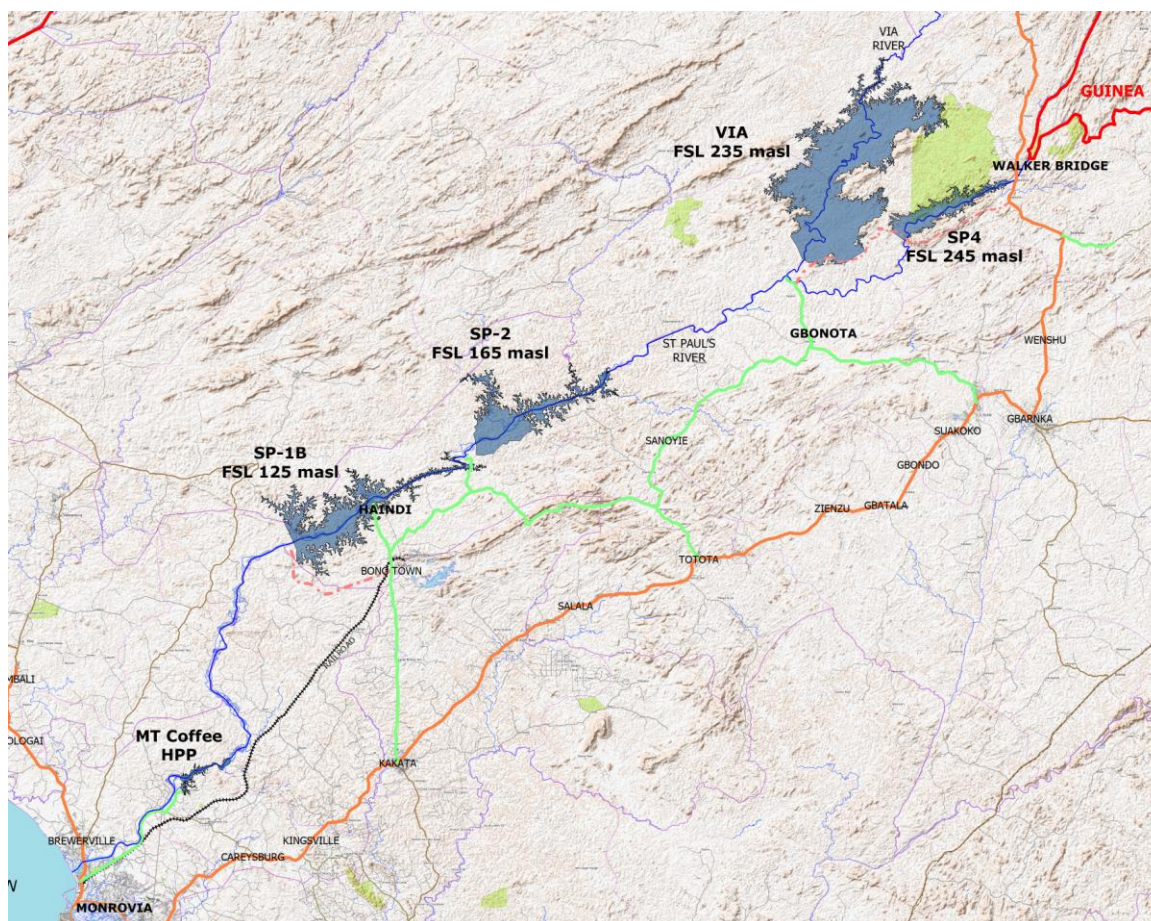 VIA
RIVER
GUINEA
VIA
FSL 235 masl
WALKER BRIDGE
SP4
FSL 245 masl
SP-2
FSL 165 masl
GBONOTA
ST PAUL'S
RIVER
WENSHU
SANOYIE
SUAKOKO
GBARNKA
SP-1B
FSL 125 masl
GBONDO
HAINDI
ZIENZU
GBATALA
TOTOTA
BONG TOWN
SALALA
RAILROAD
MBALI
OLOGAI
MT Coffee
HPP
KAKATA
BREWERVILLE
KINGSVILLE
CAREYSBURG
MONROVIA